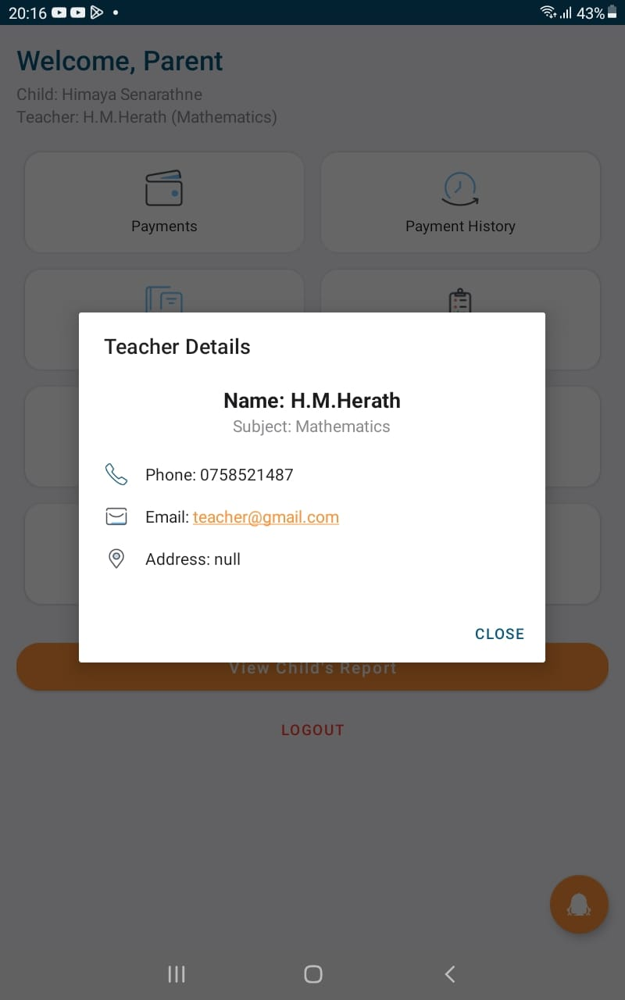 20:16
43%
Welcome, Parent
Child: Himaya Senarathne
Teacher: H.M.Herath (Mathematics)
Payments
Payment History
Teacher Details
Name: H.M.Herath
Subject: Mathematics
Phone: 0758521487
Email: teacher@gmail.com
Address: null
CLOSE
View Child's Report
LOGOUT